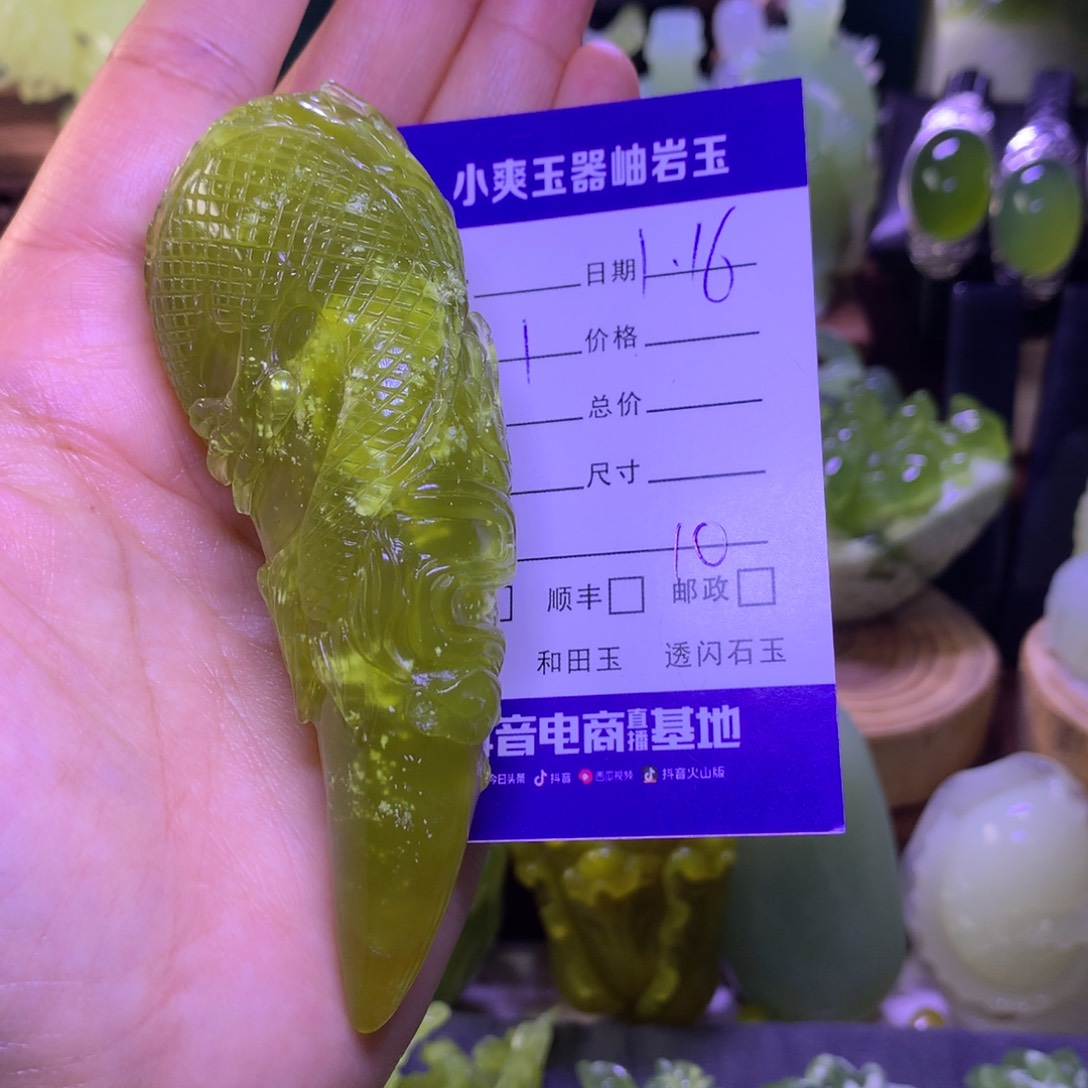 小爽玉器岫岩玉
日期 1.16
1 价格
总价
尺寸
10
顺丰 邮政
和田玉 透闪石玉
音电商直播基地
今日头条 抖音 西瓜视频 抖音火山版